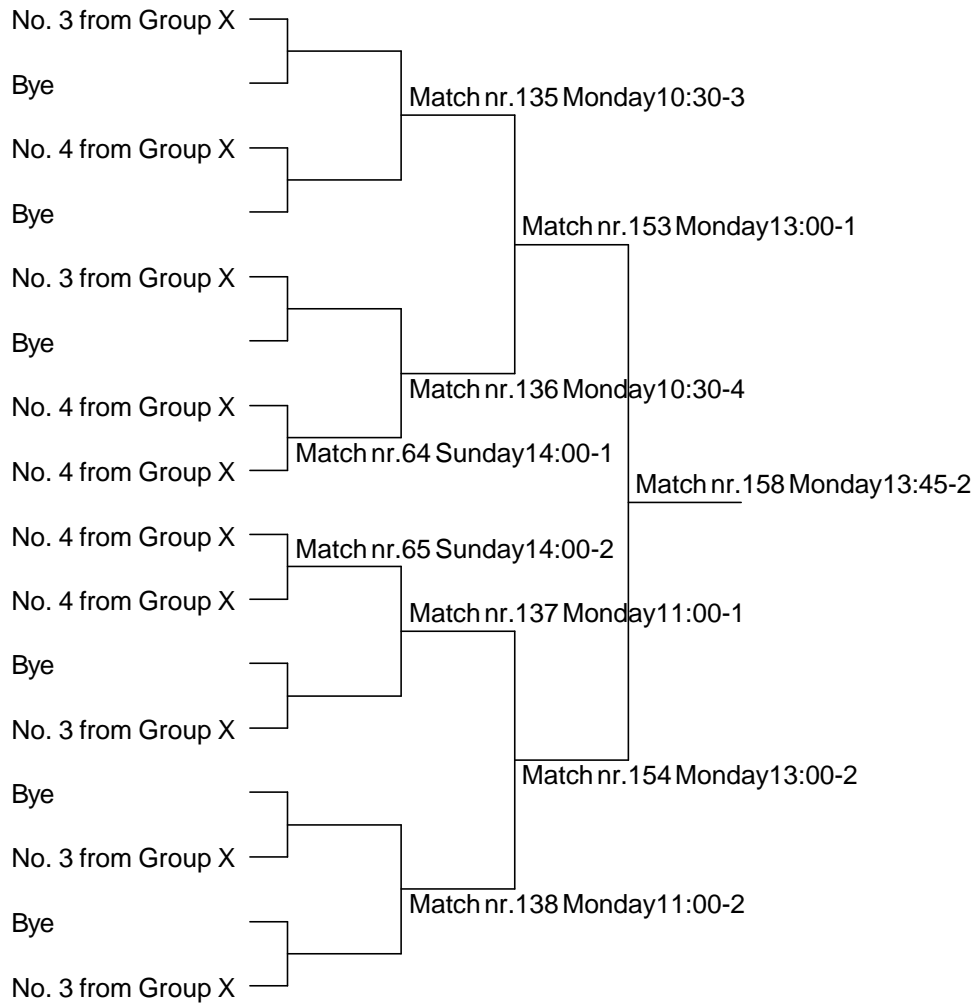 No. 3 from Group X
Bye
Match nr.135 Monday10:30-3
No. 4 from Group X
Bye
Match nr.153 Monday13:00-1
No. 3 from Group X
Bye
Match nr.136 Monday10:30-4
No. 4 from Group X
Match nr.64 Sunday14:00-1
No. 4 from Group X
Match nr.158 Monday13:45-2
No. 4 from Group X
Match nr.65 Sunday14:00-2
No. 4 from Group X
Match nr.137 Monday11:00-1
Bye
No. 3 from Group X
Match nr.154 Monday13:00-2
Bye
No. 3 from Group X
Match nr.138 Monday11:00-2
Bye
No. 3 from Group X